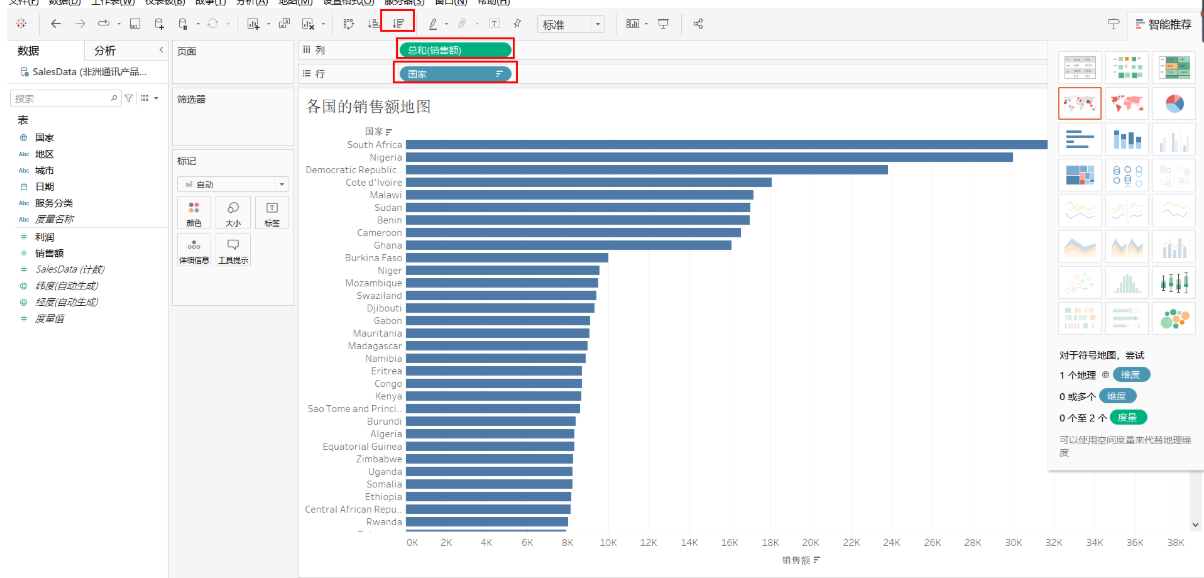 文件(F) 数据(D) 工作表(W) 仪表板(B) 故事(T) 分析(A) 地图(M) 设置格式(O) 服务器(S) 窗口(N) 帮助(H)
标准
智能推荐
数据 分析
SalesData (非洲通讯产品...
搜索
表
国家
Abc 地区
Abc 城市
日期
Abc 服务分类
Abc 度量名称
利润
销售额
SalesData (计数)
纬度(自动生成)
经度(自动生成)
度量值
页面
筛选器
标记
自动
颜色 大小 标签
详细信息 工具提示
列 总和(销售额)
行 国家
各国的销售额地图
国家
South Africa
Nigeria
Democratic Republic...
Cote d'Ivoire
Malawi
Sudan
Benin
Cameroon
Ghana
Burkina Faso
Niger
Mozambique
Swaziland
Djibouti
Gabon
Mauritania
Madagascar
Namibia
Eritrea
Congo
Kenya
Sao Tome and Princi...
Burundi
Algeria
Equatorial Guinea
Zimbabwe
Uganda
Somalia
Ethiopia
Central African Repu...
Rwanda
0K 2K 4K 6K 8K 10K 12K 14K 16K 18K 20K 22K 24K 26K 28K 30K 32K 34K 36K 38K
销售额
对于符号地图，尝试
1 个地理 维度
0 或多个 维度
0 个至 2 个 度量
可以使用空间度量来代替地理维
度